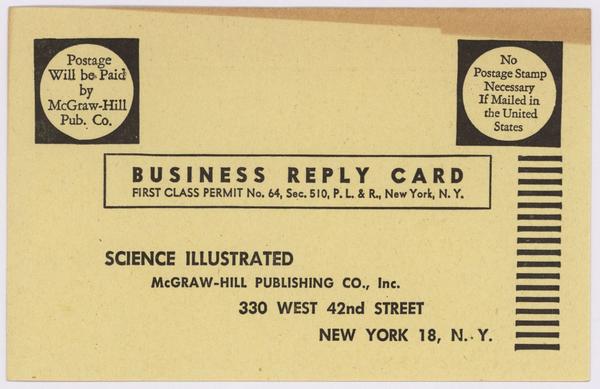 Postage
Will be Paid
by
McGraw-Hill
Pub. Co.
No
Postage Stamp
Necessary
If Mailed in
the United
States
BUSINESS REPLY CARD
FIRST CLASS PERMIT No. 64, Sec. 510, P. L. & R., New York, N. Y.
SCIENCE ILLUSTRATED
McGRAW-HILL PUBLISHING CO., Inc.
330 WEST 42nd STREET
NEW YORK 18, N. Y.